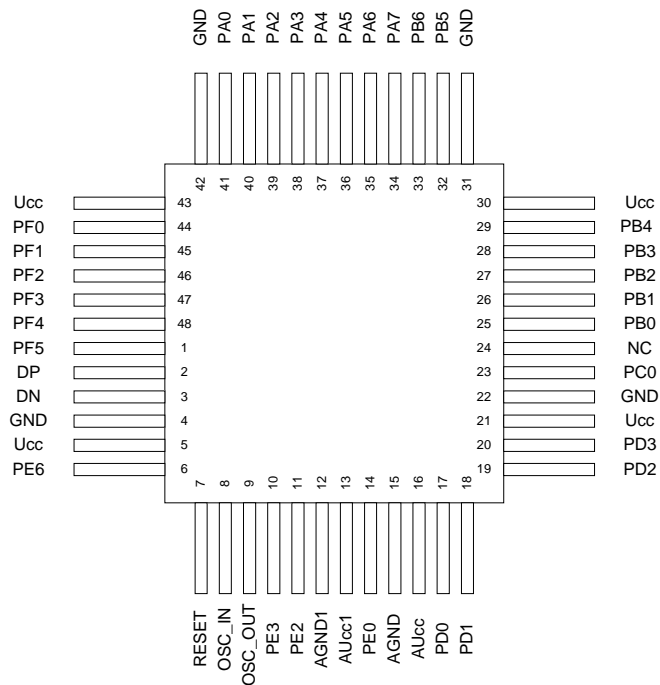 GND PA0 PA1 PA2 PA3 PA4 PA5 PA6 PA7 PB6 PB5 GND
42 41 40 39 38 37 36 35 34 33 32 31
Ucc 43 30 Ucc
PF0 44 29 PB4
PF1 45 28 PB3
PF2 46 27 PB2
PF3 47 26 PB1
PF4 48 25 PB0
PF5 1 24 NC
DP 2 23 PC0
DN 3 22 GND
GND 4 21 Ucc
Ucc 5 20 PD3
PE6 6 19 PD2
7 8 9 10 11 12 13 14 15 16 17 18
RESET OSC_IN OSC_OUT PE3 PE2 AGND1 AUcc1 PE0 AGND AUcc PD0 PD1